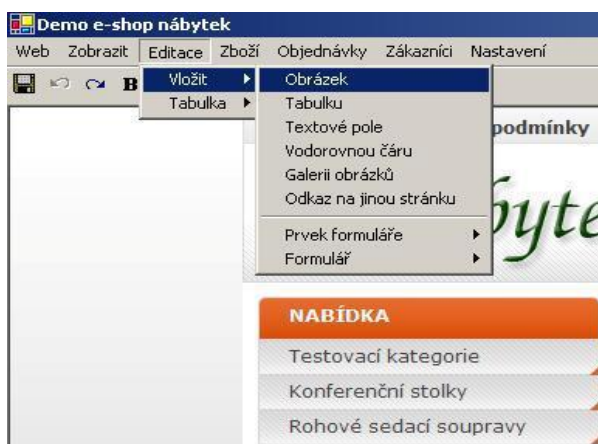 Demo e-shop nábytek
Web Zobrazit Editace Zboží Objednávky Zákazníci Nastavení
B
Vložit
Tabulka
Obrázek
Tabulku
Textové pole
Vodorovnou čáru
Galerii obrázků
Odkaz na jinou stránku
Prvek formuláře
Formulář
podmínky
byte
NABÍDKA
Testovací kategorie
Konferenční stolky
Rohové sedací soupravy